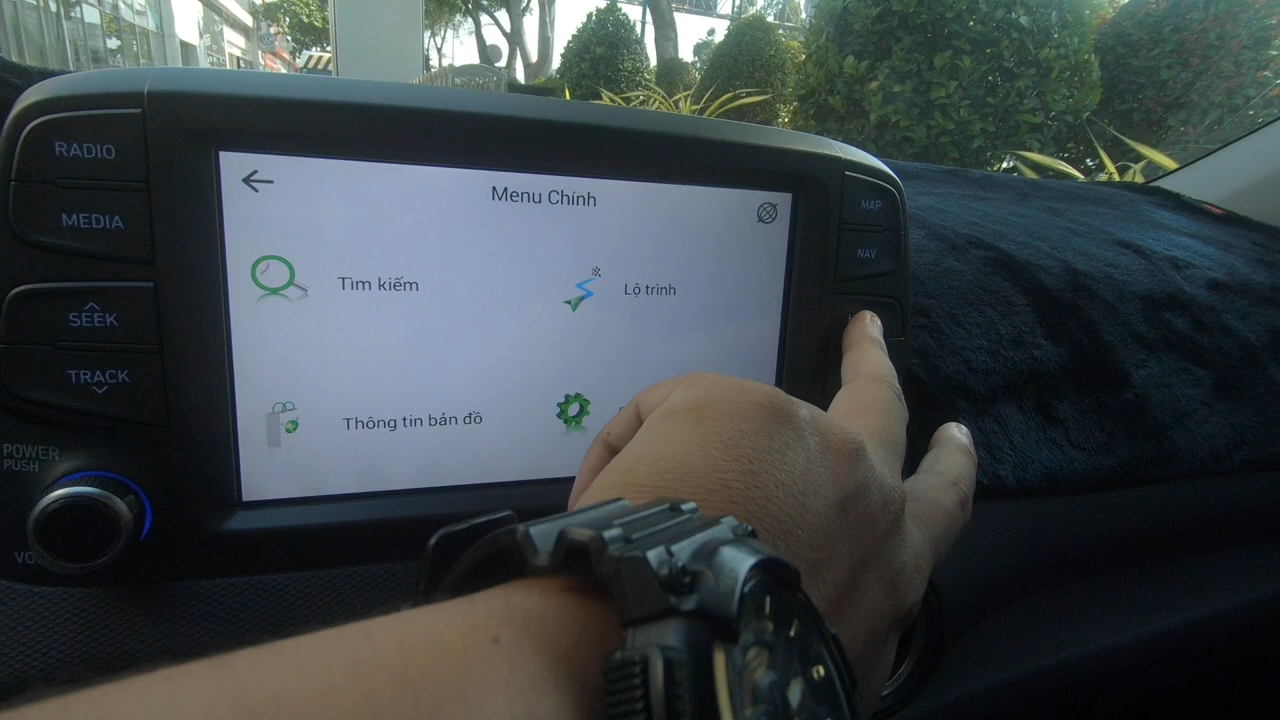 RADIO
MEDIA
SEEK
TRACK
POWER
PUSH
Menu Chính
Tìm kiếm
Lộ trình
Thông tin bản đồ
MAP
NAV